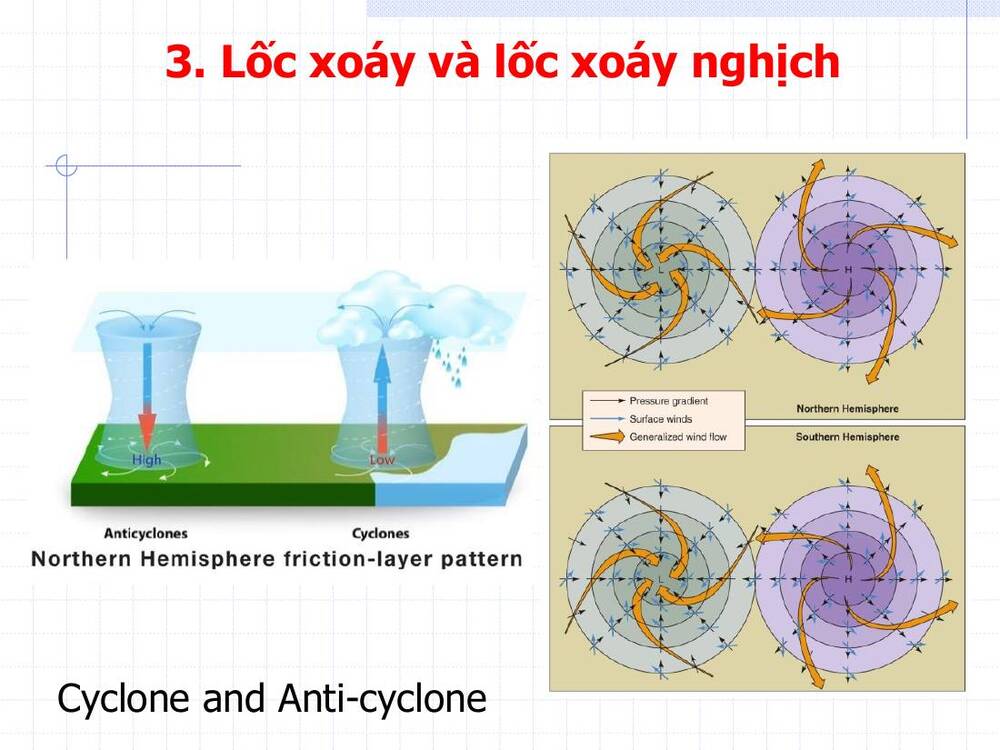 3. Lốc xoáy và lốc xoáy nghịch
High
Low
Anticyclones
Cyclones
Northern Hemisphere friction-layer pattern
L
H
Pressure gradient
Surface winds
Generalized wind flow
Northern Hemisphere
Southern Hemisphere
L
H
Cyclone and Anti-cyclone